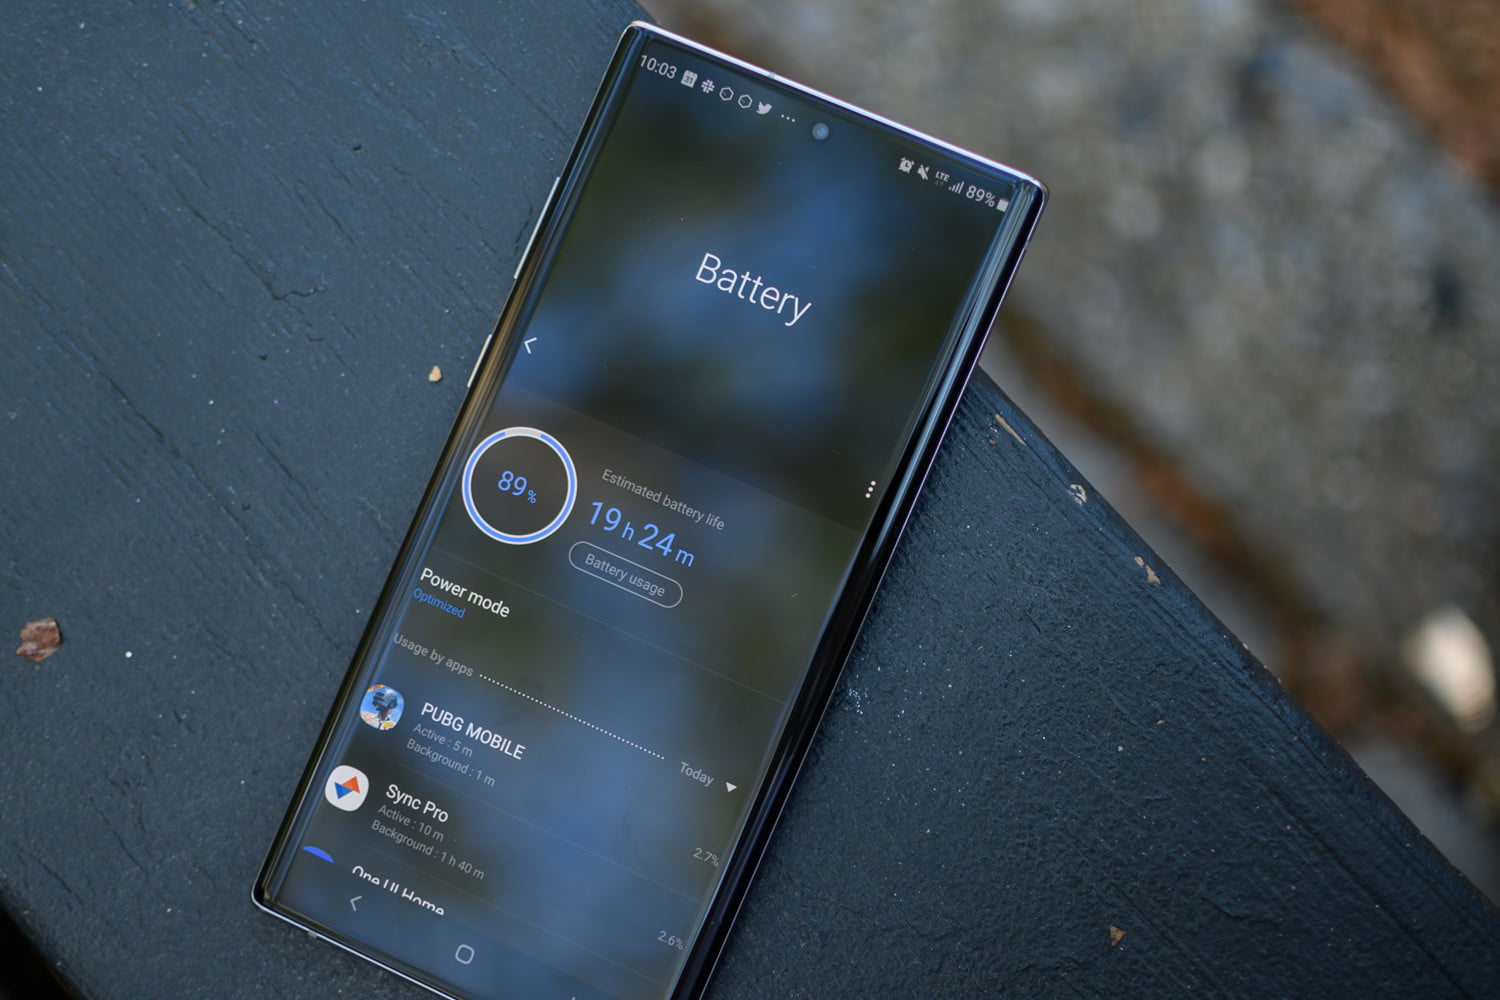 10:03
LTE 89%
Battery
89%
Estimated battery life
19 h 24 m
Battery usage
Power mode
Optimized
Usage by apps
Today
PUBG MOBILE
Active : 5 m
Background : 1 m
2.7%
Sync Pro
Active : 10 m
Background : 1 h 40 m
2.6%
One UI Home